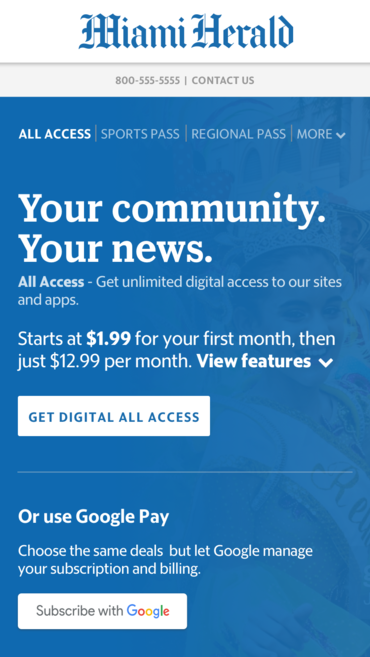 Miami Herald
800-555-5555 | CONTACT US
ALL ACCESS | SPORTS PASS | REGIONAL PASS | MORE
Your community.
Your news.
All Access - Get unlimited digital access to our sites
and apps.
Starts at $1.99 for your first month, then
just $12.99 per month. View features
GET DIGITAL ALL ACCESS
Or use Google Pay
Choose the same deals but let Google manage
your subscription and billing.
Subscribe with Google